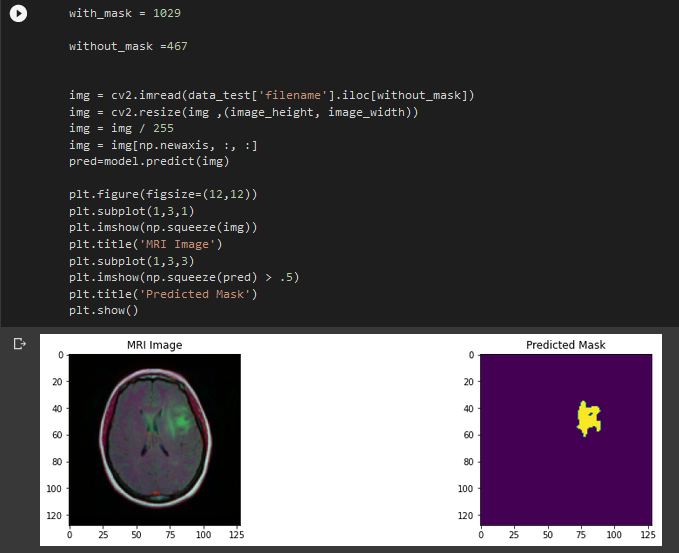 with_mask = 1029
without_mask =467
img = cv2.imread(data_test['filename'].iloc[without_mask])
img = cv2.resize(img ,(image_height, image_width))
img = img / 255
img = img[np.newaxis, :, :]
pred=model.predict(img)
plt.figure(figsize=(12,12))
plt.subplot(1,3,1)
plt.imshow(np.squeeze(img))
plt.title('MRI Image')
plt.subplot(1,3,3)
plt.imshow(np.squeeze(pred) > .5)
plt.title('Predicted Mask')
plt.show()
MRI Image
0
20
40
60
80
100
120
0 25 50 75 100 125
Predicted Mask
0
20
40
60
80
100
120
0 25 50 75 100 125